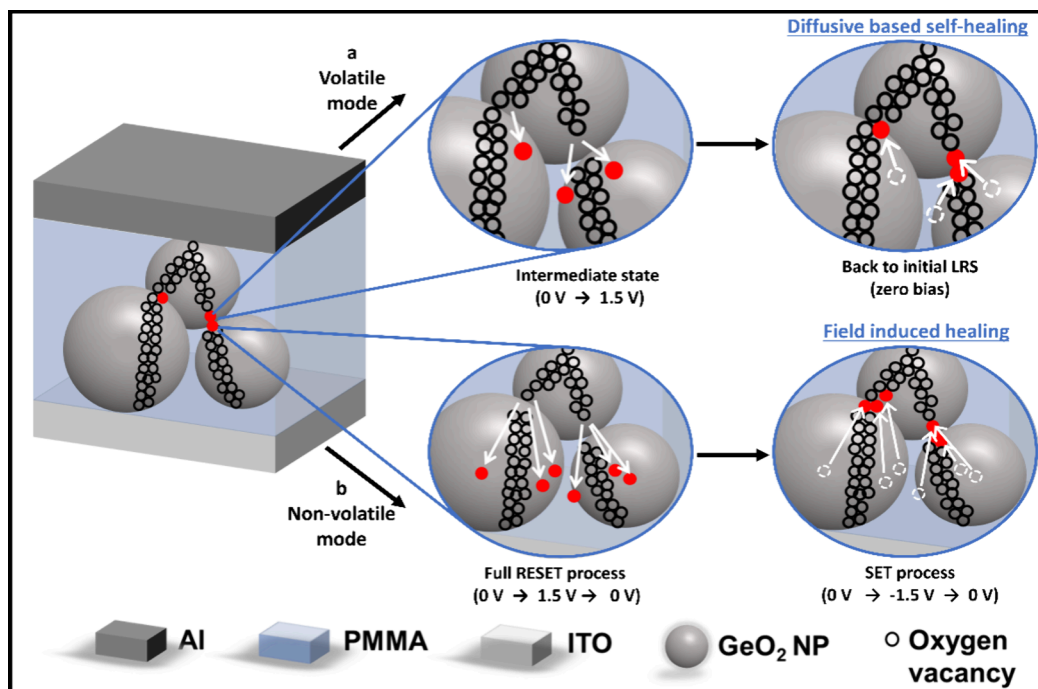 a
Volatile
mode
Intermediate state
(0 V → 1.5 V)
Diffusive based self-healing
Back to initial LRS
(zero bias)
b
Non-volatile
mode
Full RESET process
(0 V → 1.5 V → 0 V)
Field induced healing
SET process
(0 V → -1.5 V → 0 V)
Al
PMMA
ITO
GeO₂ NP
Oxygen
vacancy